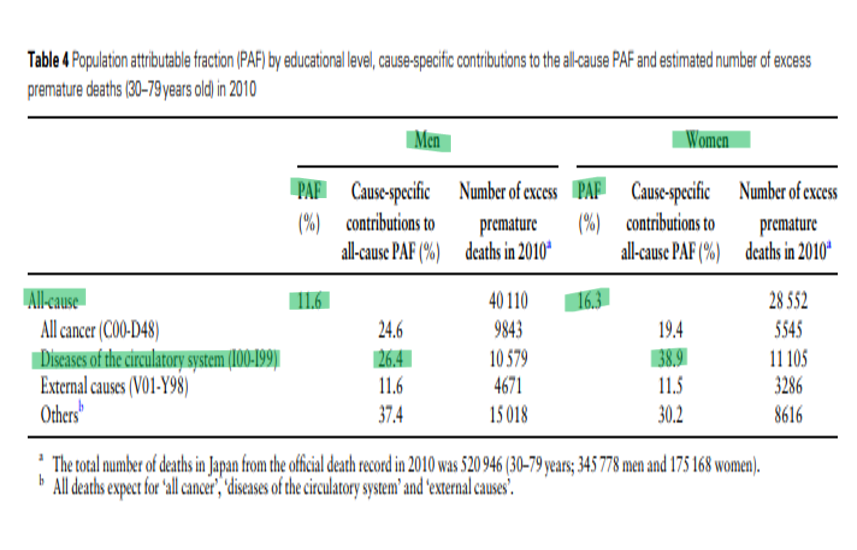 Table 4 Population attributable fraction (PAF) by educational level, cause-specific contributions to the all-cause PAF and estimated number of excess
premature deaths (30–79 years old) in 2010
Men Women
PAF Cause-specific Number of excess PAF Cause-specific Number of excess
(%) contributions to premature (%) contributions to premature
all-cause PAF (%) deaths in 2010a all-cause PAF (%) deaths in 2010a
All-cause 11.6 40 110 16.3 28 552
All cancer (C00-D48) 24.6 9843 19.4 5545
Diseases of the circulatory system (I00-I99) 26.4 10 579 38.9 11 105
External causes (V01-Y98) 11.6 4671 11.5 3286
Othersb 37.4 15 018 30.2 8616
a The total number of deaths in Japan from the official death record in 2010 was 520 946 (30–79 years; 345 778 men and 175 168 women).
b All deaths expect for ‘all cancer’, ‘diseases of the circulatory system’ and ‘external causes’.